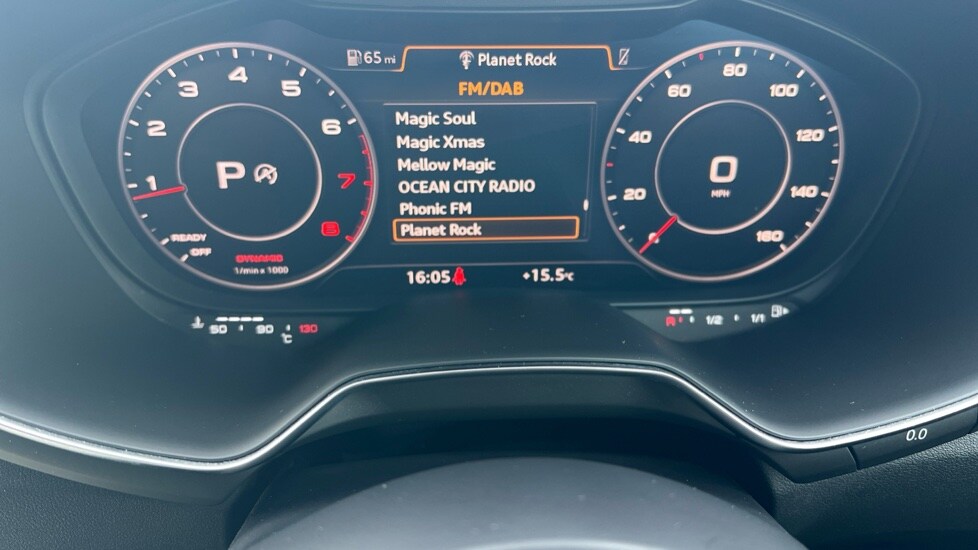 65 mi
Planet Rock
FM/DAB
Magic Soul
Magic Xmas
Mellow Magic
OCEAN CITY RADIO
Phonic FM
Planet Rock
16:05
+15.5°C
1 2 3 4 5 6 7 8
P
READY
OFF
DYNAMIC
1/min x 1000
0 20 40 60 80 100 120 140 160
0
MPH
50 90 130
°C
R 1/2 1/1
0.0